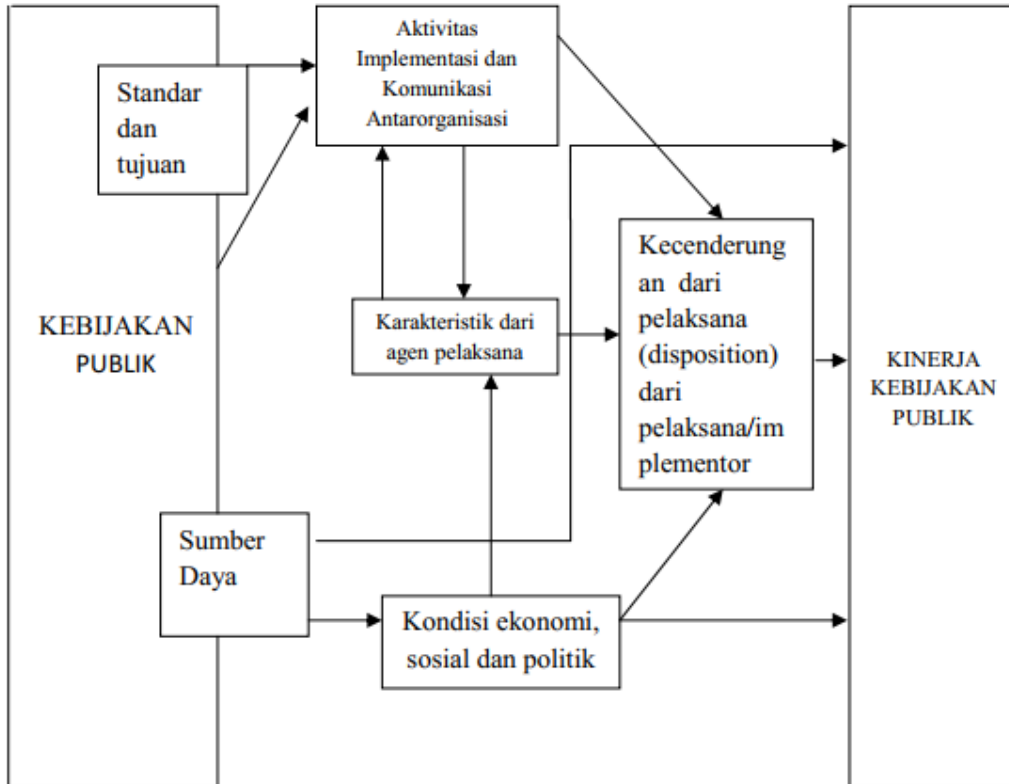 Aktivitas
Implementasi dan
Komunikasi
Antarorganisasi
Standar
dan
tujuan
Kecenderung
an dari
pelaksana
(disposition)
dari
pelaksana/im
plementor
KEBIJAKAN
PUBLIK
Karakteristik dari
agen pelaksana
KINERJA
KEBIJAKAN
PUBLIK
Sumber
Daya
Kondisi ekonomi,
sosial dan politik